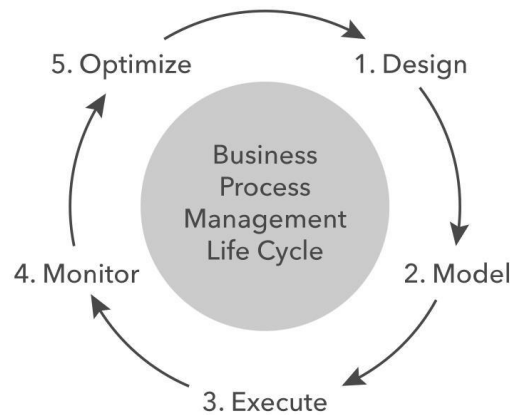 5. Optimize
1. Design
Business
Process
Management
Life Cycle
4. Monitor
2. Model
3. Execute